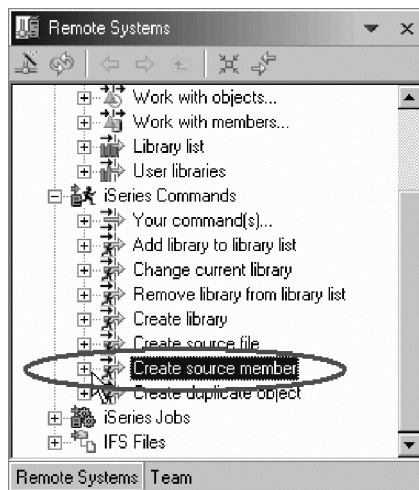 Remote Systems
Work with objects...
Work with members...
Library list
User libraries
iSeries Commands
Your command(s)...
Add library to library list
Change current library
Remove library from library list
Create library
Create source file
Create source member
Create duplicate object
iSeries Jobs
IFS Files
Remote Systems Team